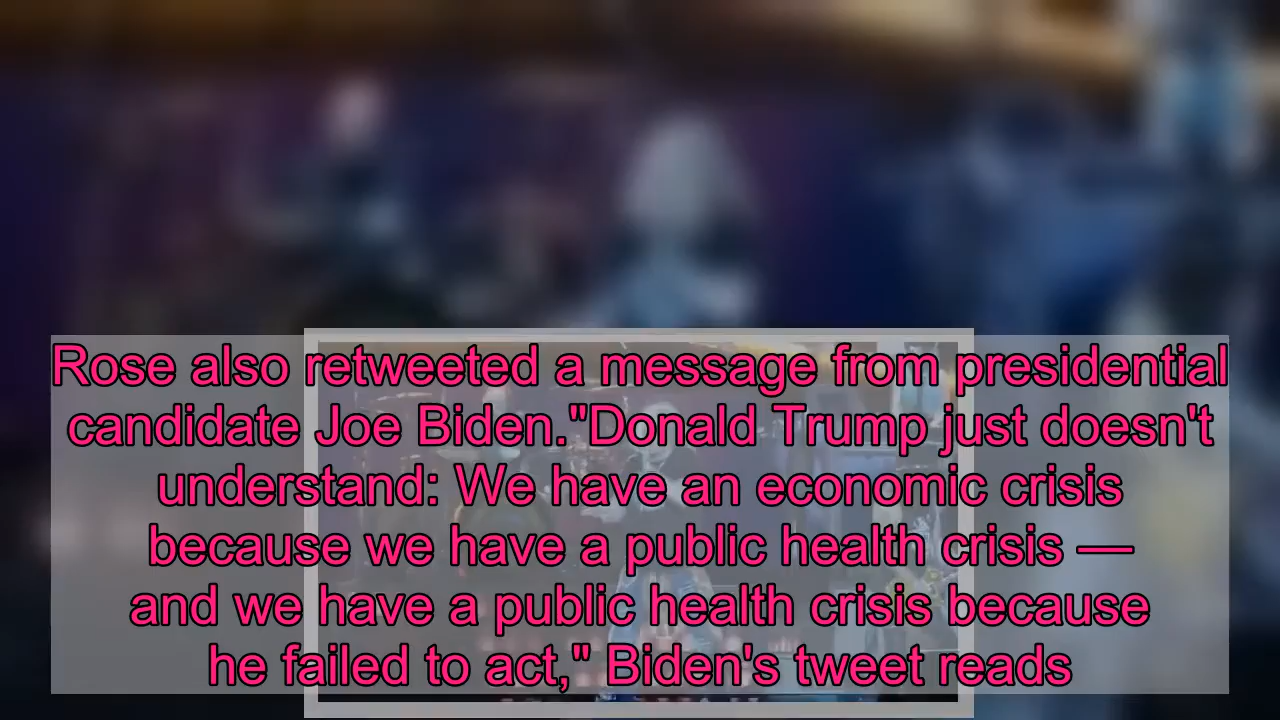 Rose also retweeted a message from presidential
candidate Joe Biden."Donald Trump just doesn't
understand: We have an economic crisis
because we have a public health crisis —
and we have a public health crisis because
he failed to act," Biden's tweet reads